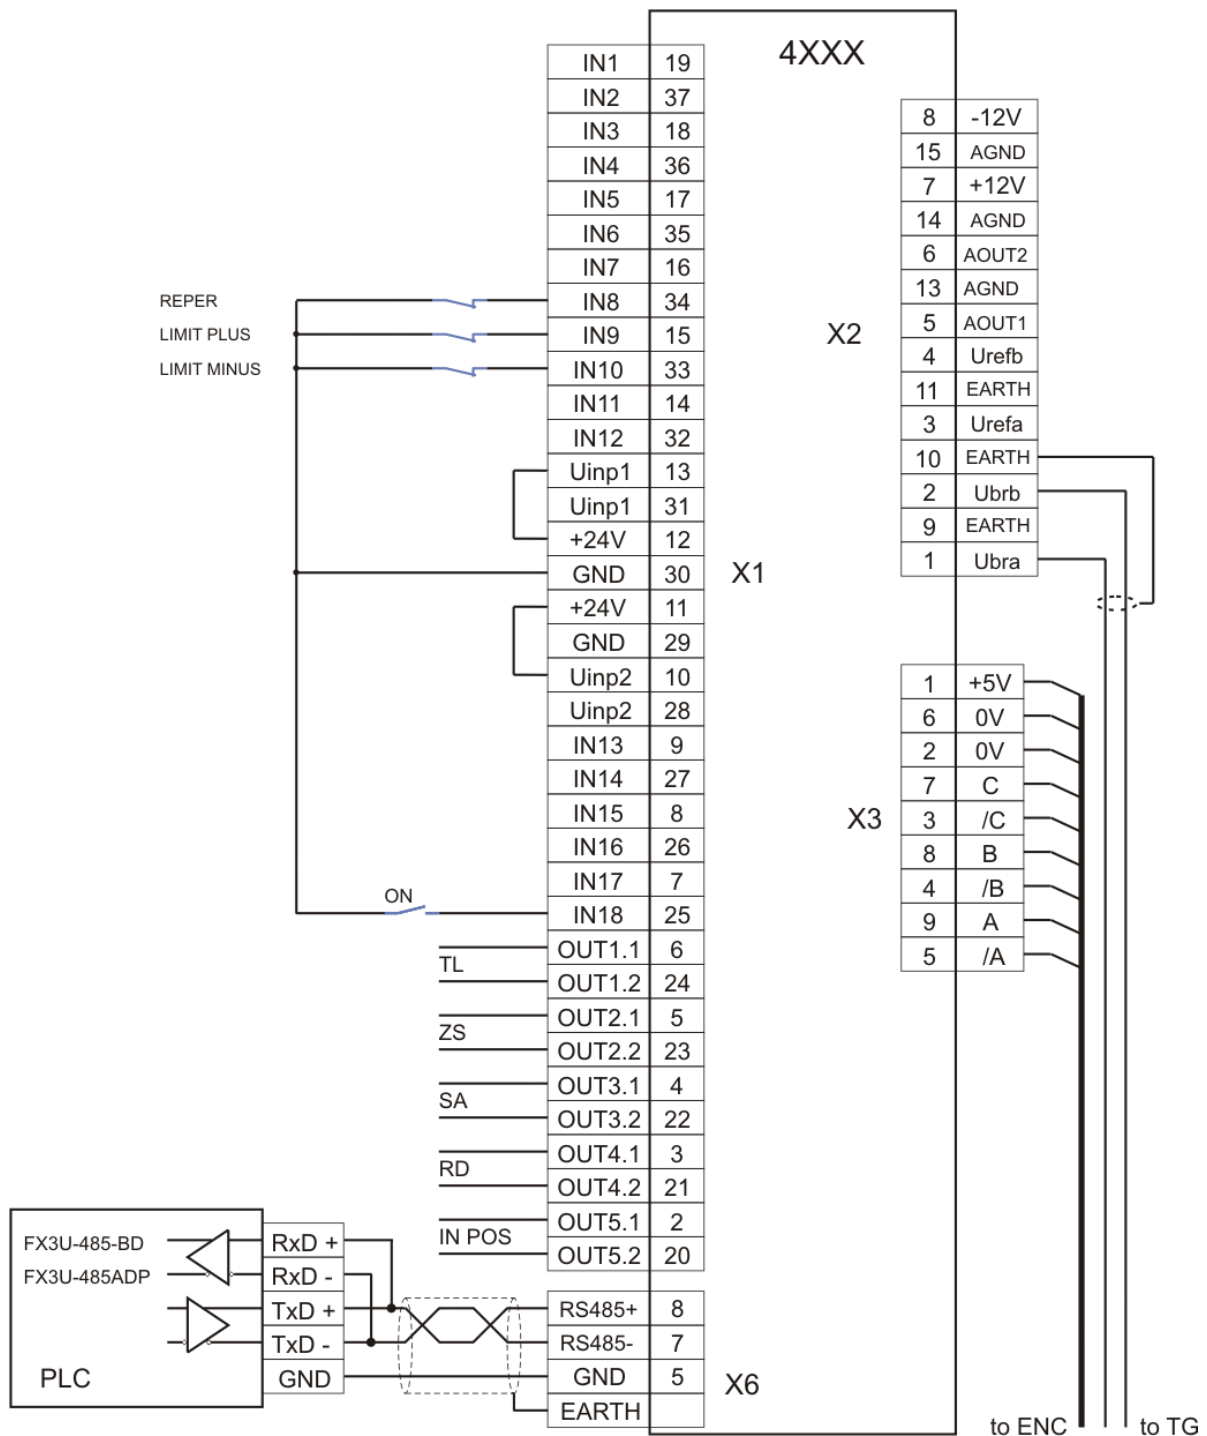 4XXX
IN1 19
IN2 37
IN3 18
IN4 36
IN5 17
IN6 35
IN7 16
REPER IN8 34
LIMIT PLUS IN9 15
LIMIT MINUS IN10 33
IN11 14
IN12 32
Uinp1 13
Uinp1 31
+24V 12
GND 30
+24V 11
GND 29
Uinp2 10
Uinp2 28
IN13 9
IN14 27
IN15 8
IN16 26
IN17 7
ON
IN18 25
OUT1.1 6
TL
OUT1.2 24
OUT2.1 5
ZS
OUT2.2 23
OUT3.1 4
SA
OUT3.2 22
OUT4.1 3
RD
OUT4.2 21
OUT5.1 2
IN POS
OUT5.2 20
X1
8 -12V
15 AGND
7 +12V
14 AGND
6 AOUT2
13 AGND
5 AOUT1
4 Urefb
11 EARTH
3 Urefa
10 EARTH
2 Ubrb
9 EARTH
1 Ubra
X2
1 +5V
6 0V
2 0V
7 C
3 /C
8 B
4 /B
9 A
5 /A
X3
FX3U-485-BD RxD +
FX3U-485ADP RxD -
TxD +
TxD -
PLC GND
RS485+ 8
RS485- 7
GND 5
EARTH
X6
to ENC
to TG